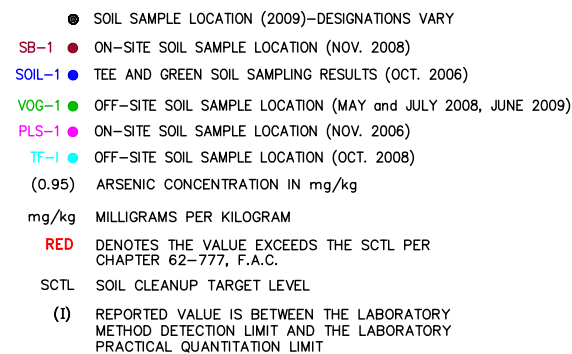 SOIL SAMPLE LOCATION (2009)-DESIGNATIONS VARY
SB-1 ON-SITE SOIL SAMPLE LOCATION (NOV. 2008)
SOIL-1 TEE AND GREEN SOIL SAMPLING RESULTS (OCT. 2006)
VOG-1 OFF-SITE SOIL SAMPLE LOCATION (MAY and JULY 2008, JUNE 2009)
PLS-1 ON-SITE SOIL SAMPLE LOCATION (NOV. 2006)
TF-I OFF-SITE SOIL SAMPLE LOCATION (OCT. 2008)
(0.95) ARSENIC CONCENTRATION IN mg/kg
mg/kg MILLIGRAMS PER KILOGRAM
RED DENOTES THE VALUE EXCEEDS THE SCTL PER
CHAPTER 62-777, F.A.C.
SCTL SOIL CLEANUP TARGET LEVEL
(I) REPORTED VALUE IS BETWEEN THE LABORATORY
METHOD DETECTION LIMIT AND THE LABORATORY
PRACTICAL QUANTITATION LIMIT